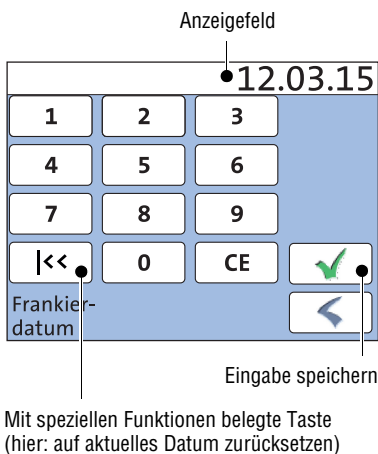 Anzeigefeld
12.03.15
1 2 3
4 5 6
7 8 9
|<< 0 CE
Frankier-
datum
Eingabe speichern
Mit speziellen Funktionen belegte Taste
(hier: auf aktuelles Datum zurücksetzen)